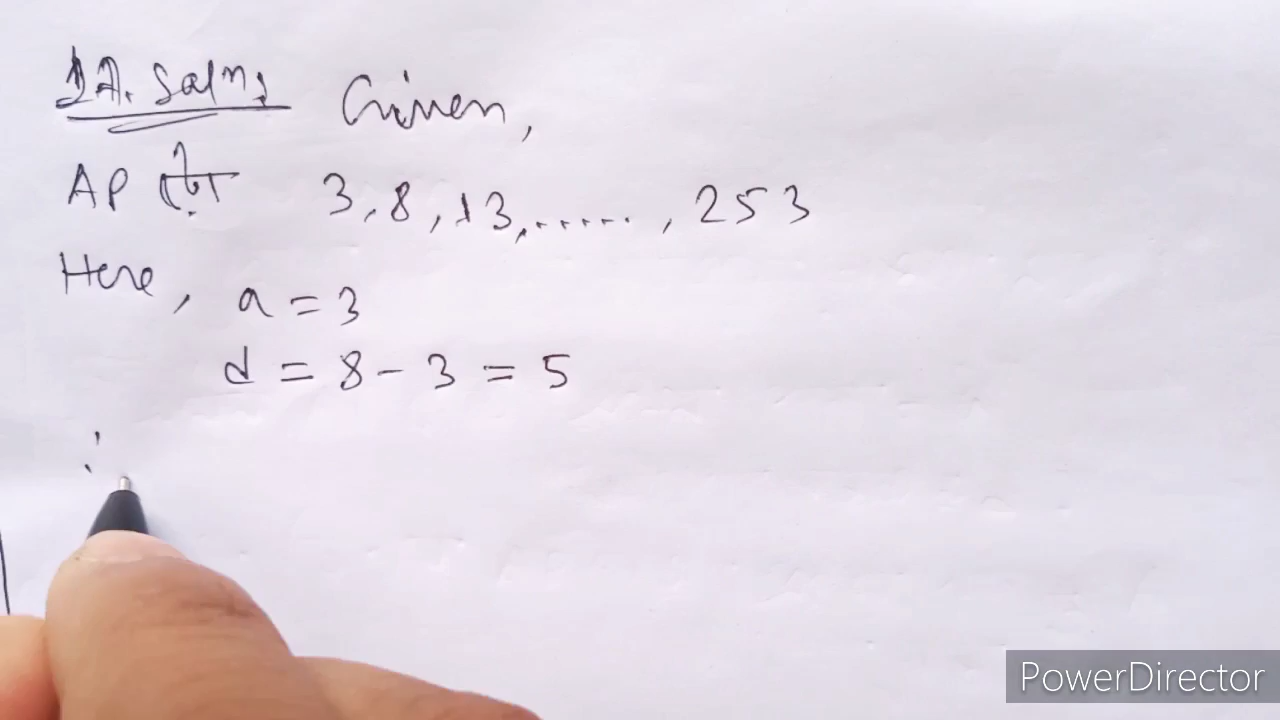 17. Soln:
Given,
AP 3, 8, 13, ......, 253
Here, a = 3
d = 8 - 3 = 5
∴
PowerDirector